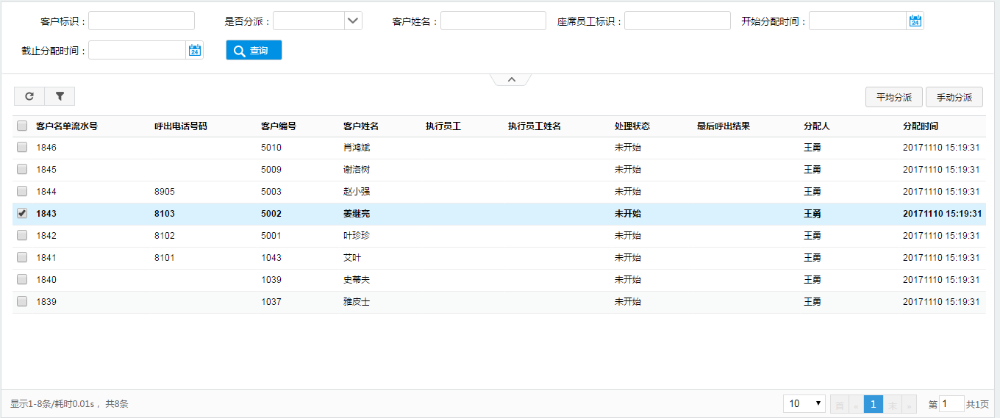 客户标识： 是否分派： 客户姓名： 座席员工标识： 开始分配时间： 24
截止分配时间： 24 查询
平均分派 手动分派
客户名单流水号 呼出电话号码 客户编号 客户姓名 执行员工 执行员工姓名 处理状态 最后呼出结果 分配人 分配时间
1846 5010 肖鸿斌 未开始 王勇 20171110 15:19:31
1845 5009 谢洛树 未开始 王勇 20171110 15:19:31
1844 8905 5003 赵小强 未开始 王勇 20171110 15:19:31
1843 8103 5002 姜继亮 未开始 王勇 20171110 15:19:31
1842 8102 5001 叶珍珍 未开始 王勇 20171110 15:19:31
1841 8101 1043 艾叶 未开始 王勇 20171110 15:19:31
1840 1039 史蒂夫 未开始 王勇 20171110 15:19:31
1839 1037 雅皮士 未开始 王勇 20171110 15:19:31
显示1-8条/耗时0.01s ， 共8条 10 首 « 1 末 » 第 1 共1页